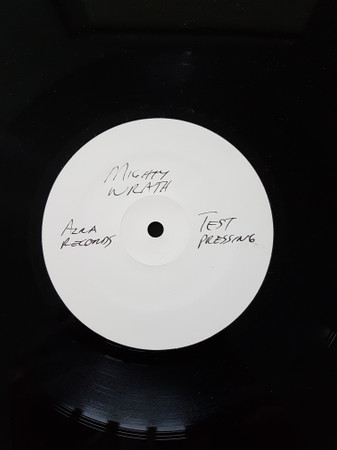 MIGHTY
WRATH
AZRA
RECORDS
TEST
PRESSING